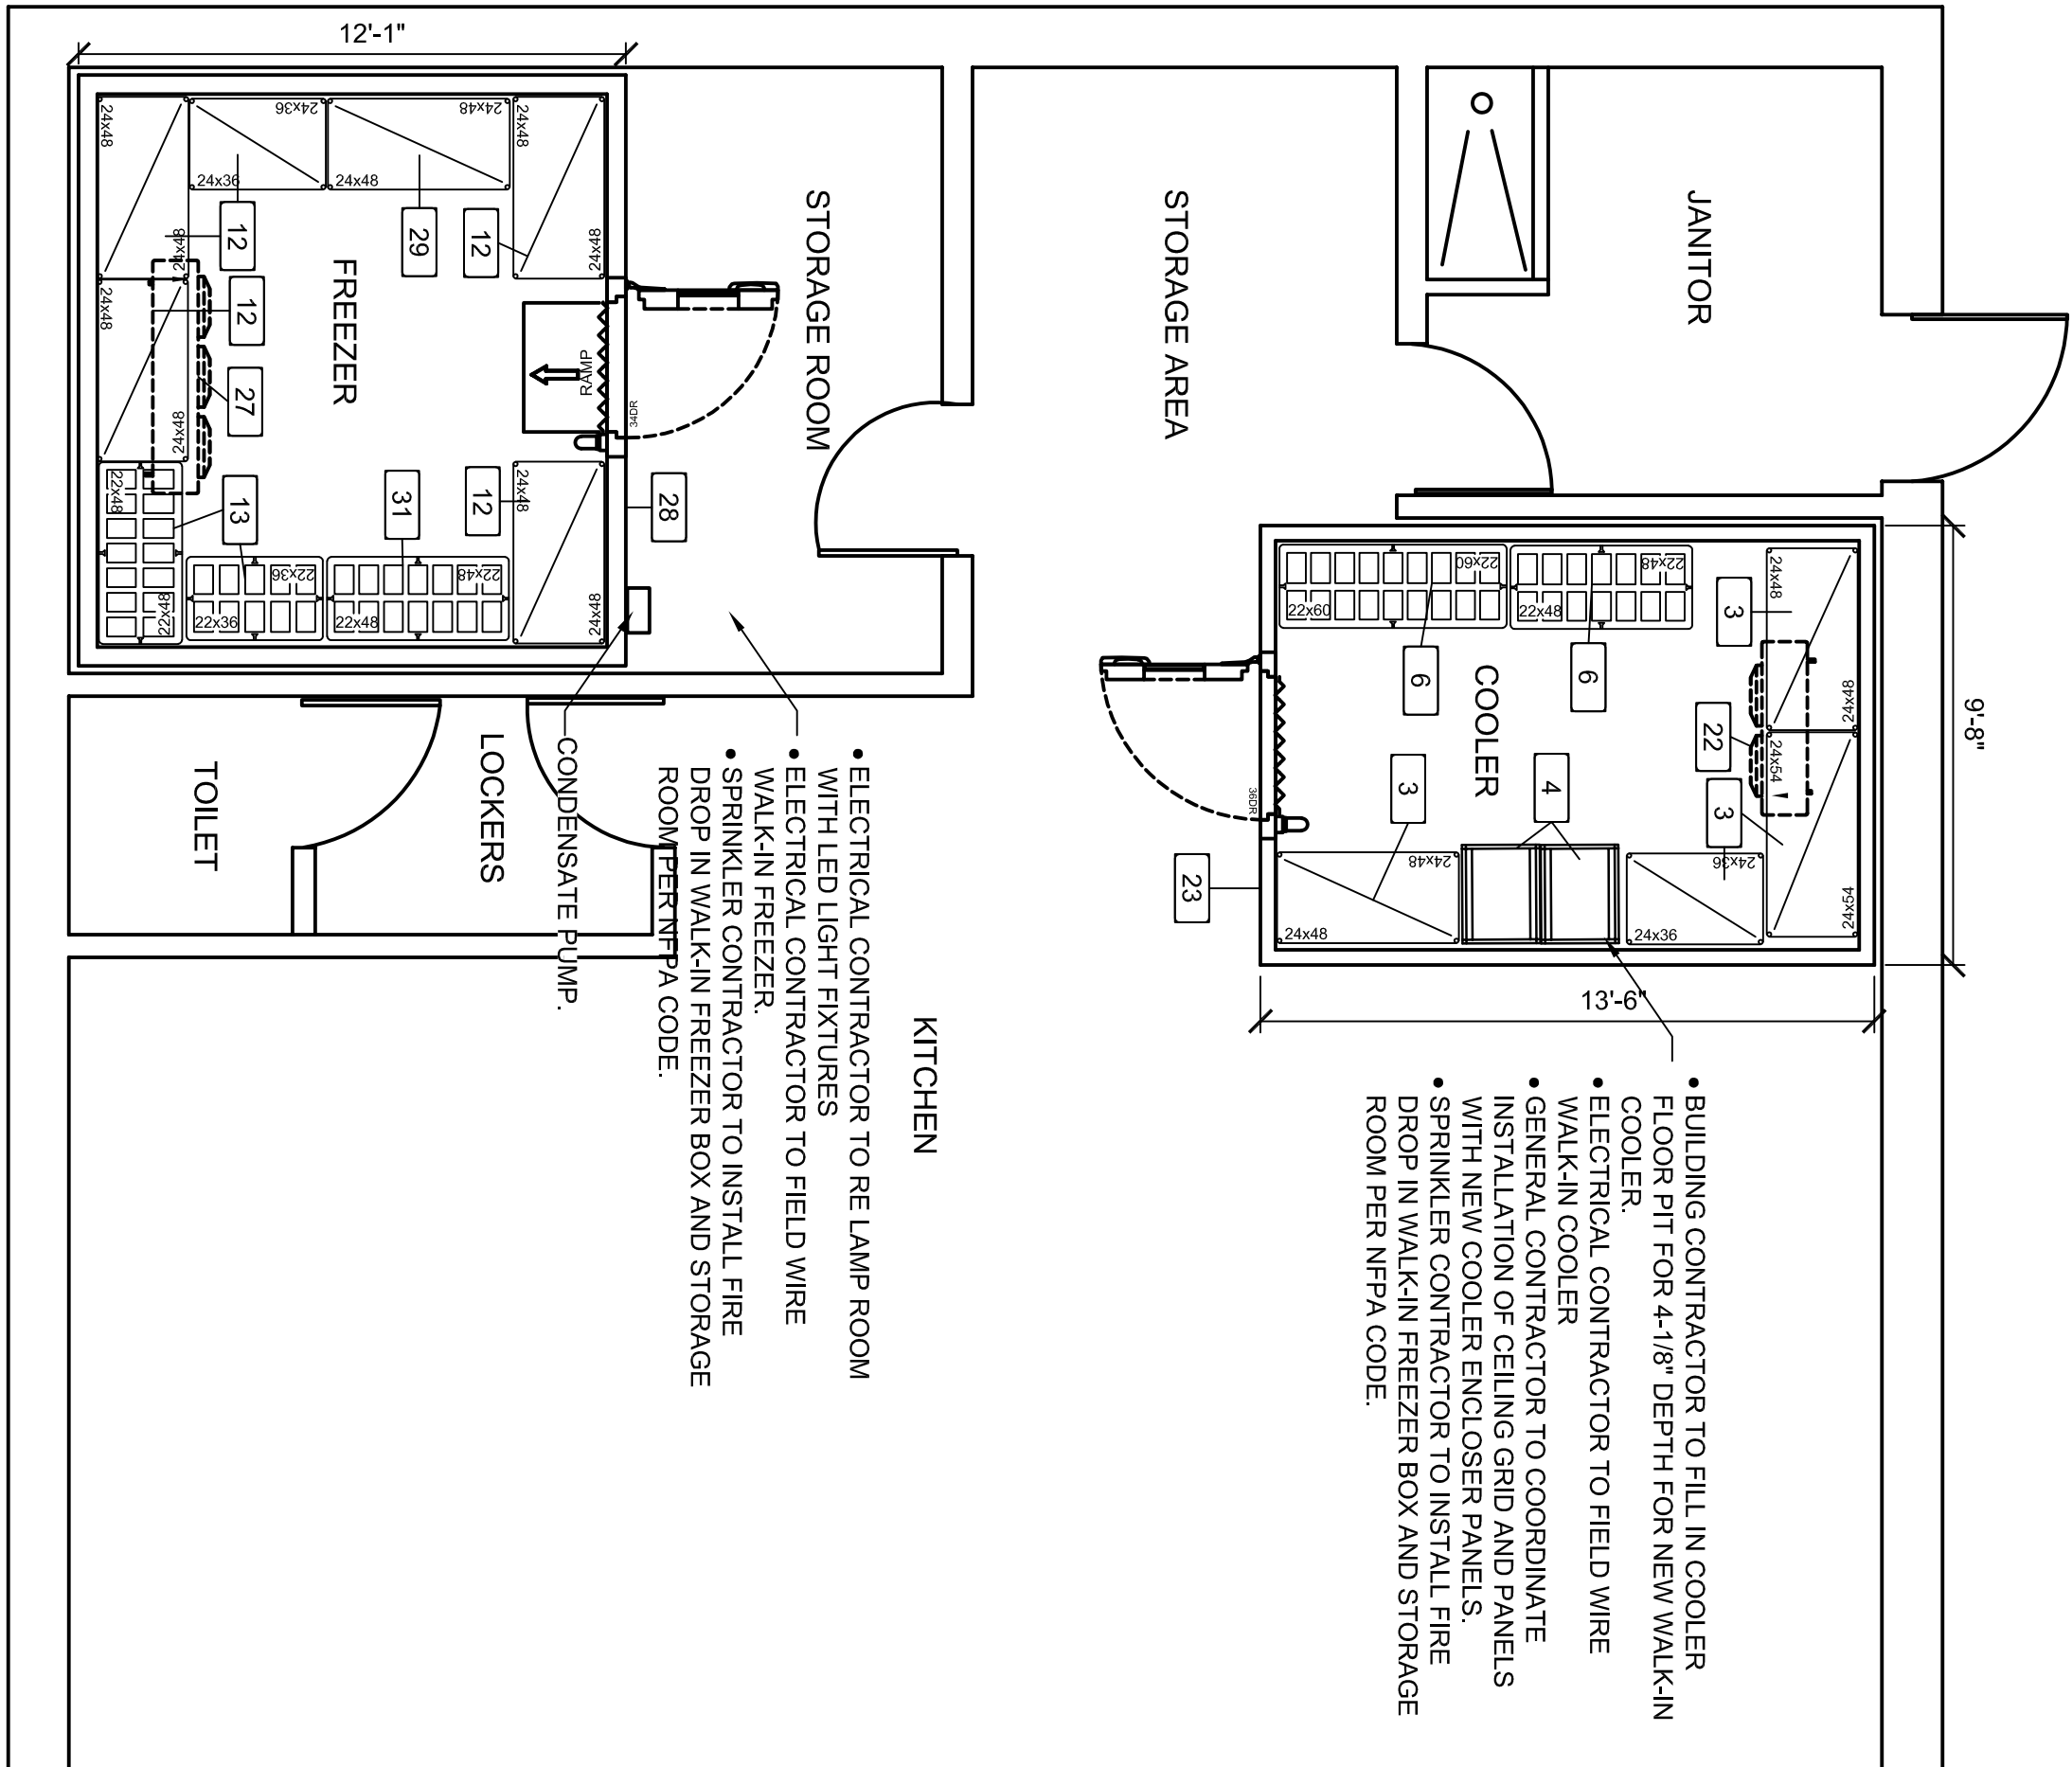 12'-1"
24x48
24x36
24x36
24x48
24x48
24x48
24x48
24x48
24x48
24x48
24x48
12
12
29
12
12
27
FREEZER
RAMP
34DR
22x48
22x48
22x36
22x36
22x48
22x48
24x48
24x48
13
31
12
28
STORAGE ROOM
STORAGE AREA
JANITOR
9'-8"
22x60
22x60
22x48
22x48
24x48
24x48
24x54
24x54
24x36
24x36
24x48
24x48
3
6
6
22
3
4
3
23
COOLER
36DR
13'-6"
TOILET
LOCKERS
KITCHEN
CONDENSATE PUMP.
• ELECTRICAL CONTRACTOR TO RE LAMP ROOM
WITH LED LIGHT FIXTURES
• ELECTRICAL CONTRACTOR TO FIELD WIRE
WALK-IN FREEZER.
• SPRINKLER CONTRACTOR TO INSTALL FIRE
DROP IN WALK-IN FREEZER BOX AND STORAGE
ROOM PER NFPA CODE.
• BUILDING CONTRACTOR TO FILL IN COOLER
FLOOR PIT FOR 4-1/8" DEPTH FOR NEW WALK-IN
COOLER.
• ELECTRICAL CONTRACTOR TO FIELD WIRE
WALK-IN COOLER
• GENERAL CONTRACTOR TO COORDINATE
INSTALLATION OF CEILING GRID AND PANELS
WITH NEW COOLER ENCLOSER PANELS.
• SPRINKLER CONTRACTOR TO INSTALL FIRE
DROP IN WALK-IN FREEZER BOX AND STORAGE
ROOM PER NFPA CODE.